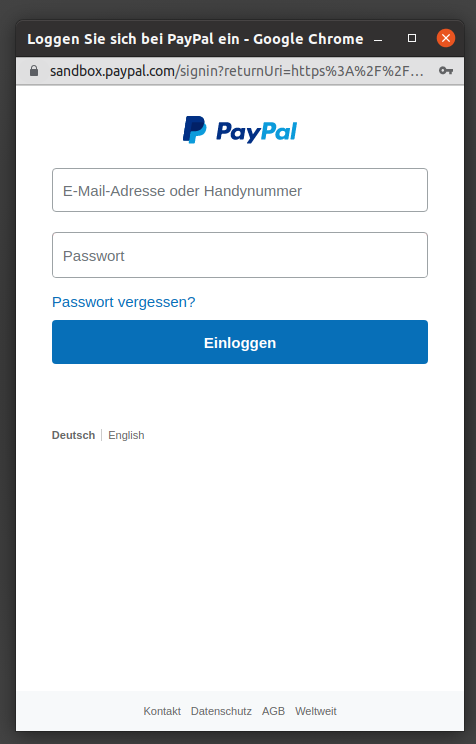 Loggen Sie sich bei PayPal ein - Google Chrome
sandbox.paypal.com/signin?returnUri=https%3A%2F%2F…
PayPal
E-Mail-Adresse oder Handynummer
Passwort
Passwort vergessen?
Einloggen
Deutsch English
Kontakt Datenschutz AGB Weltweit